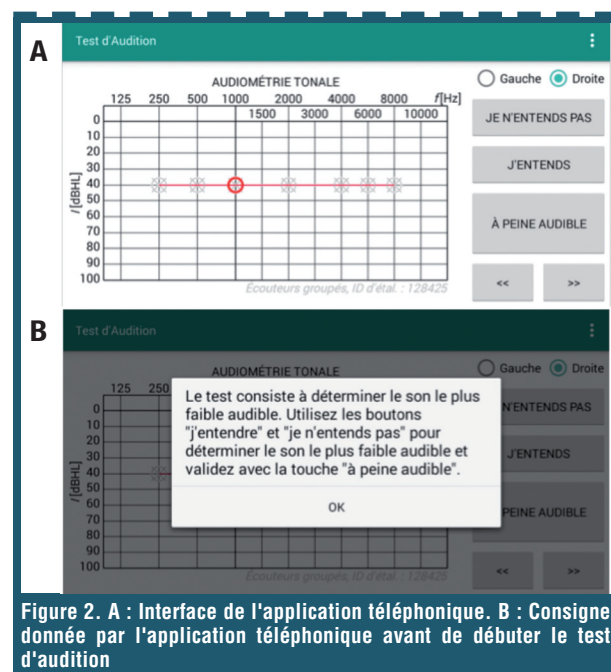 A
Test d'Audition
AUDIOMÉTRIE TONALE
Gauche
Droite
125 250 500 1000 2000 4000 8000 f[Hz]
1500 3000 6000 10000
0
10
20
30
40
50
60
70
80
90
100
I[dBHL]
Écouteurs groupés, ID d'étal. : 128425
JE N'ENTENDS PAS
J'ENTENDS
À PEINE AUDIBLE
<< >>
B
Test d'Audition
AUDIOMÉTRIE TONALE
Gauche
Droite
125 250
0
10
20
30
40
50
60
70
80
90
100
I[dBHL]
Le test consiste à déterminer le son le plus
faible audible. Utilisez les boutons
"j'entendre" et "je n'entends pas" pour
déterminer le son le plus faible audible et
validez avec la touche "à peine audible".
OK
N'ENTENDS PAS
J'ENTENDS
PEINE AUDIBLE
Écouteurs groupés, ID d'étal. : 128425
<< >>
Figure 2. A : Interface de l'application téléphonique. B : Consigne
donnée par l'application téléphonique avant de débuter le test
d'audition